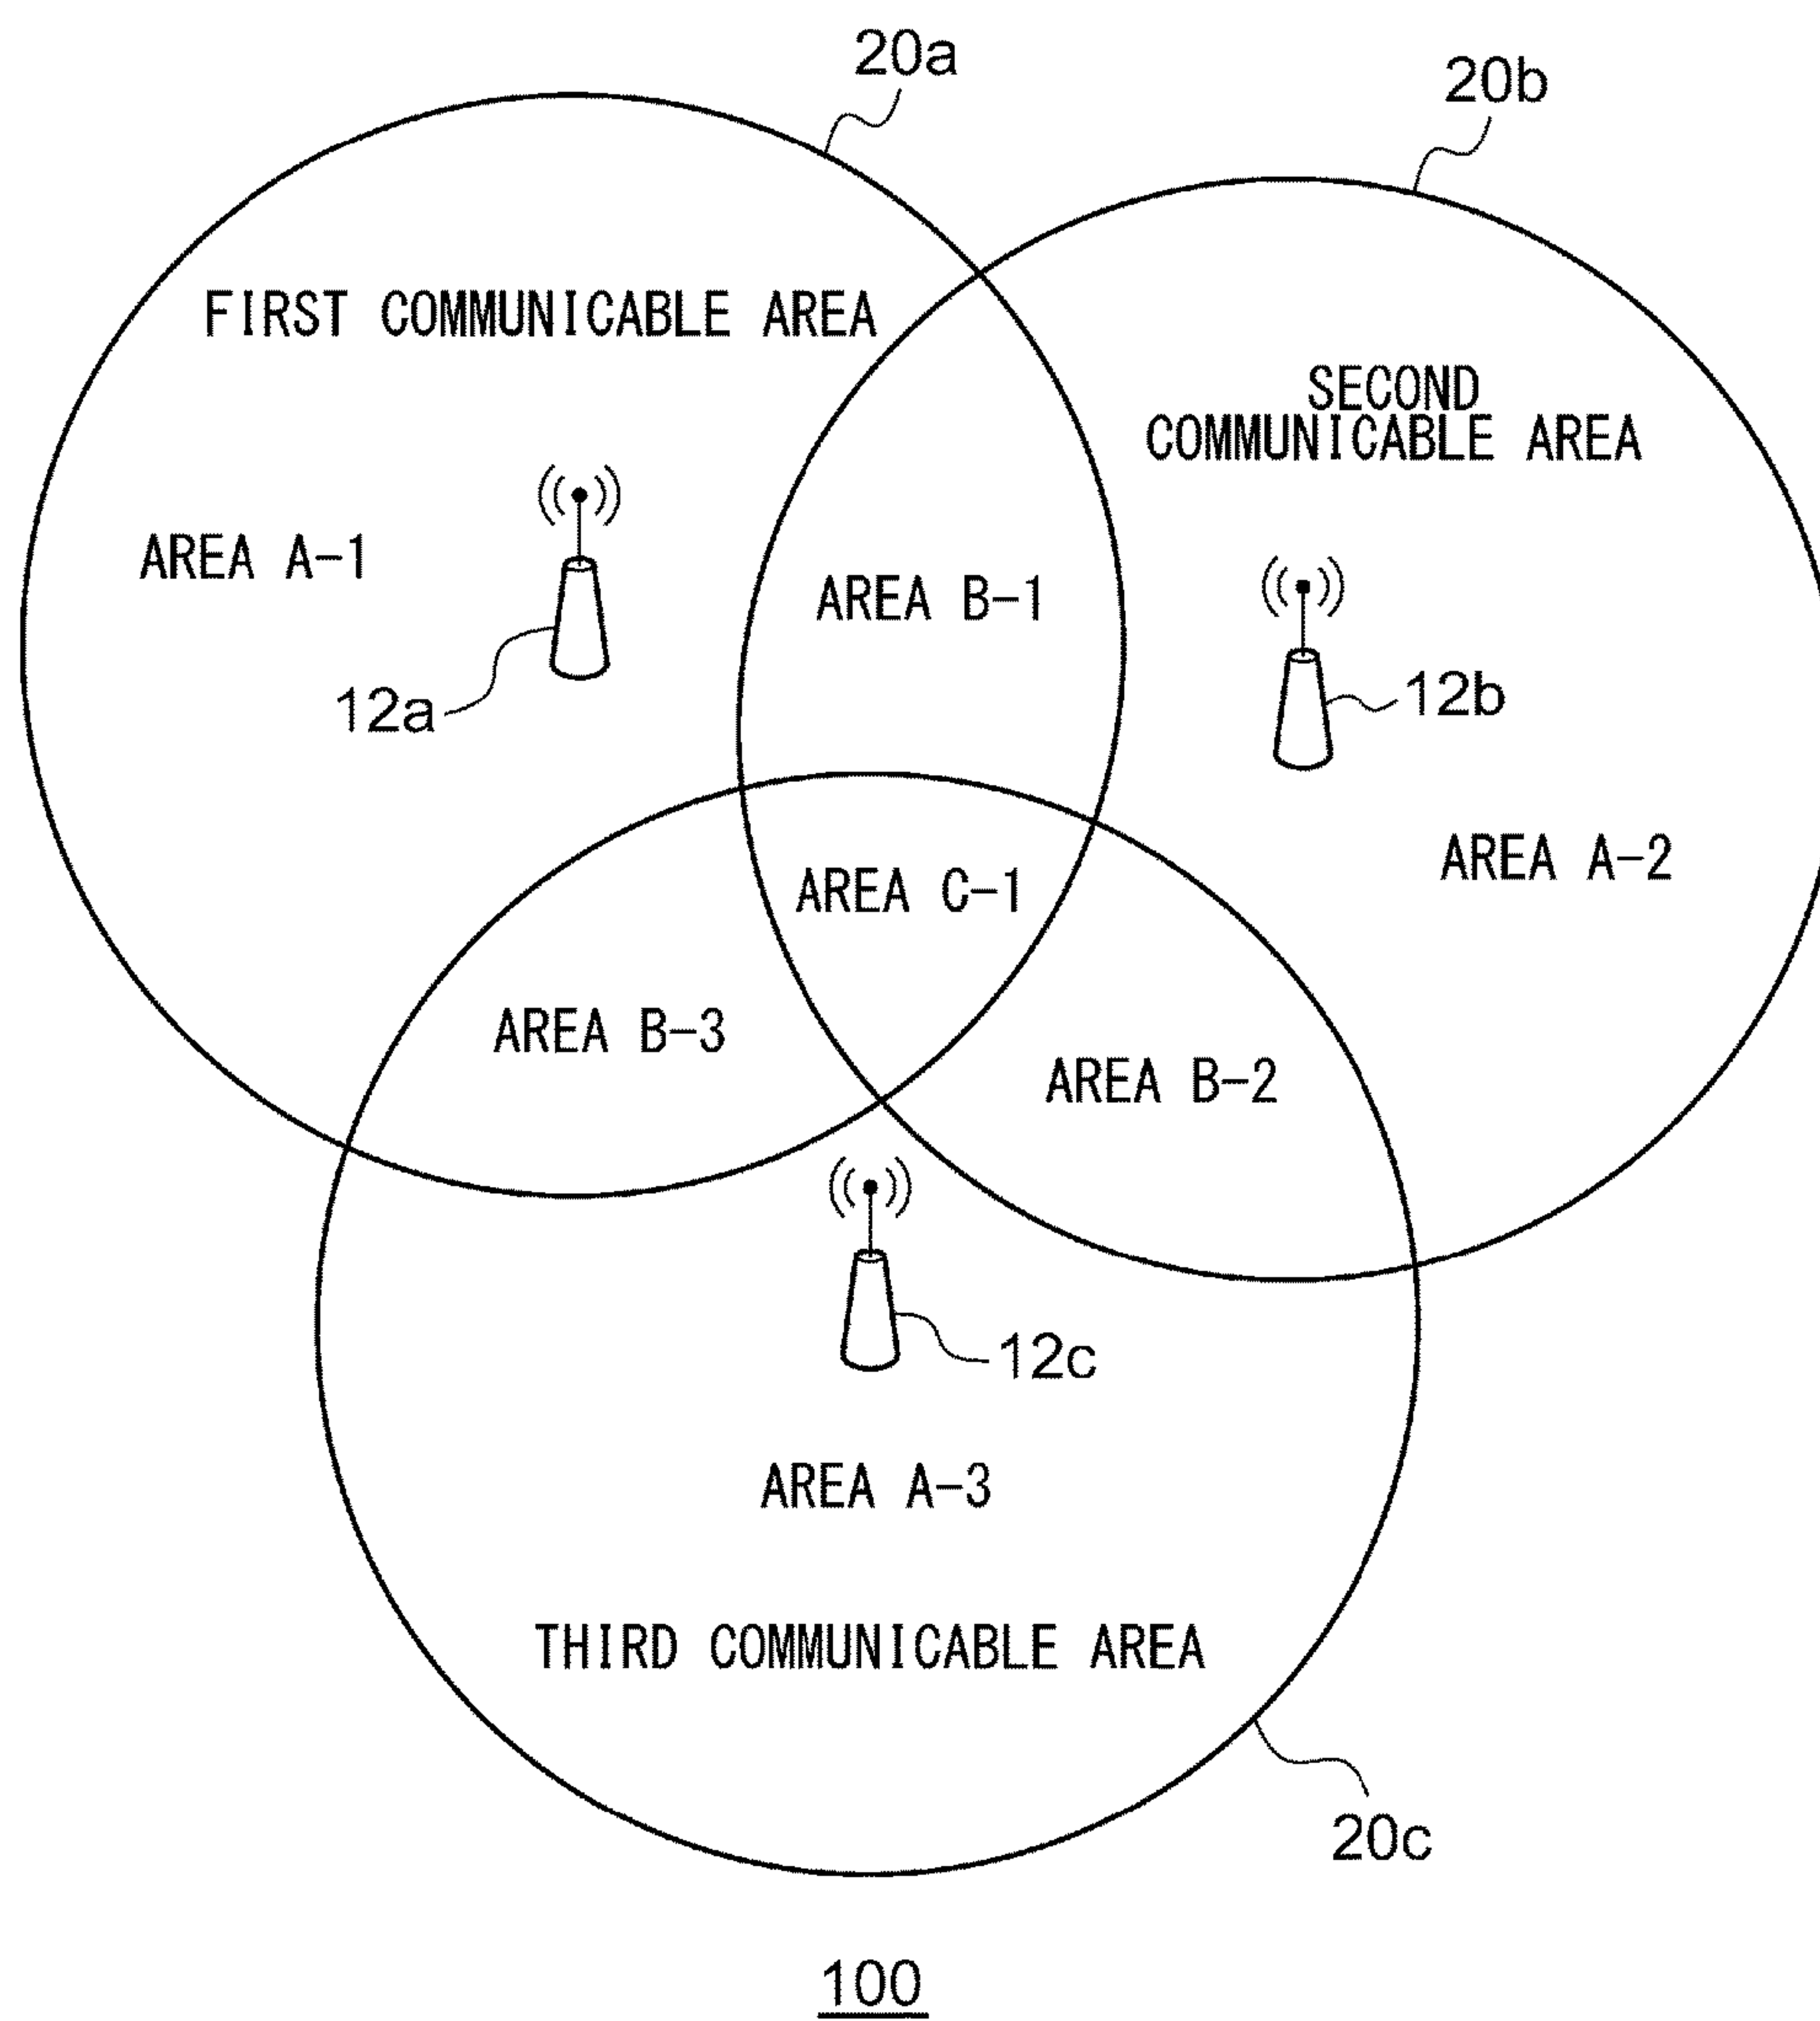 20a
20b
FIRST COMMUNICABLE AREA
SECOND
COMMUNICABLE AREA
AREA A-1
AREA B-1
12a
12b
AREA A-2
AREA C-1
AREA B-3
AREA B-2
12c
AREA A-3
THIRD COMMUNICABLE AREA
20c
100